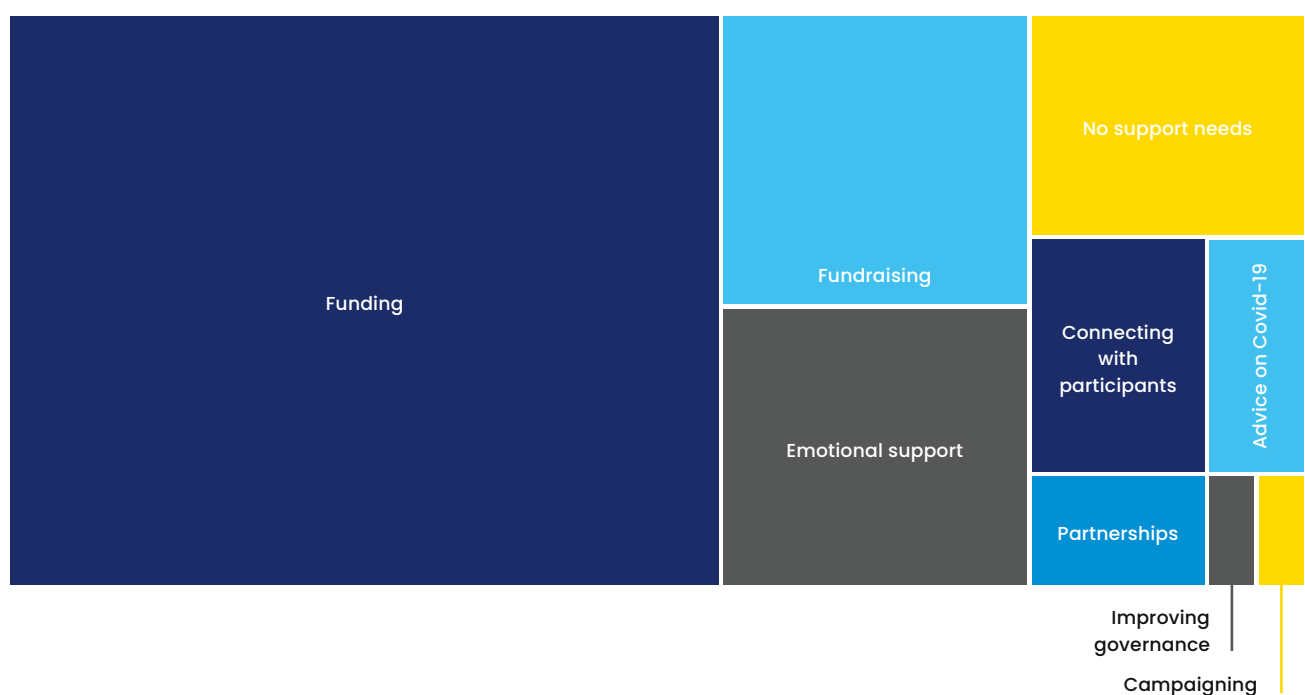 Funding
Fundraising
Emotional support
No support needs
Connecting
with
participants
Advice on Covid-19
Partnerships
Improving
governance
Campaigning